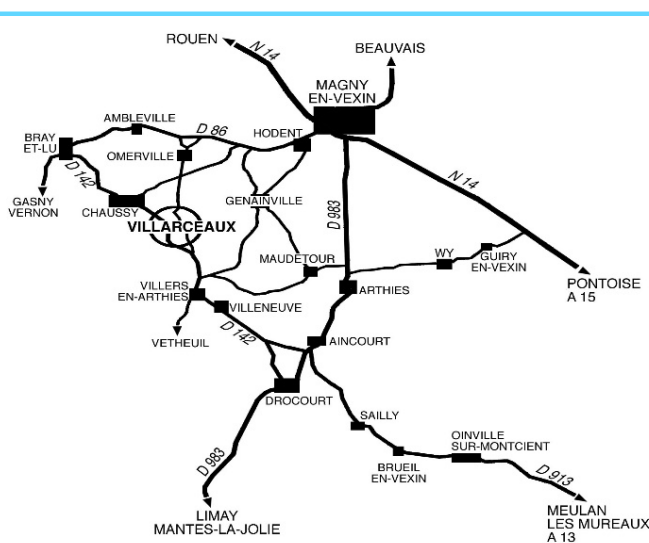 ROUEN
N 14
BEAUVAIS
MAGNY
EN-VEXIN
AMBLEVILLE
D 86
HODENT
BRAY
ET-LU
OMERVILLE
D 142
N 14
GASNY
VERNON
CHAUSSY
GENAINVILLE
D 983
VILLARCEAUX
MAUDETOUR
WY
GUIRY
EN-VEXIN
PONTOISE
A 15
VILLERS
EN-ARTHIES
ARTHIES
VILLENEUVE
VETHEUIL
D 142
AINCOURT
DROCOURT
SAILLY
OINVILLE
SUR-MONTCIENT
BRUEIL
EN-VEXIN
D 983
D 913
LIMAY
MANTES-LA-JOLIE
MEULAN
LES MUREAUX
A 13